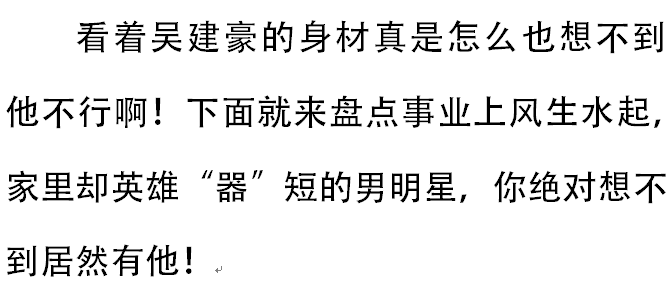 看着吴建豪的身材真是怎么也想不到
他不行啊！下面就来盘点事业上风生水起，
家里却英雄“器”短的男明星，你绝对想不
到居然有他！